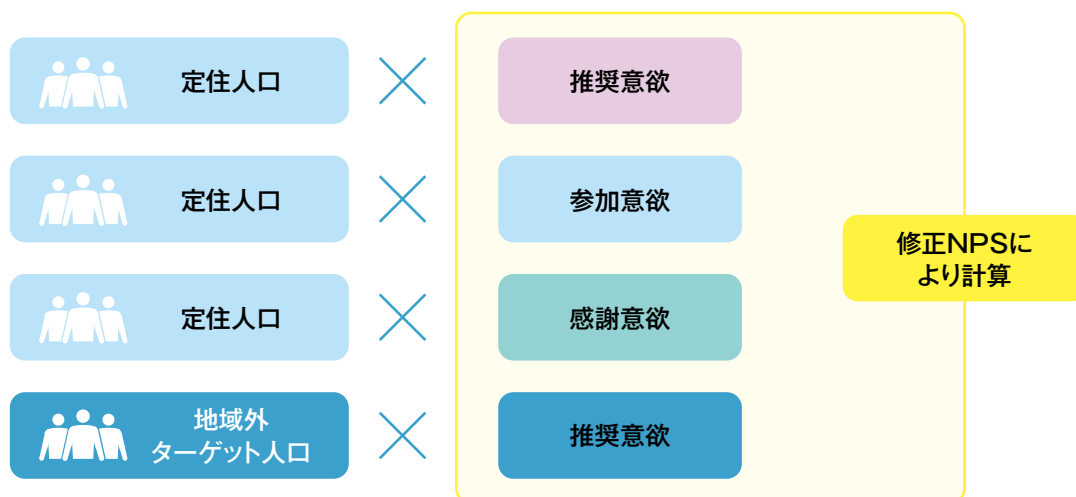 定住人口
推奨意欲
定住人口
参加意欲
修正NPSに
より計算
定住人口
感謝意欲
地域外
ターゲット人口
推奨意欲